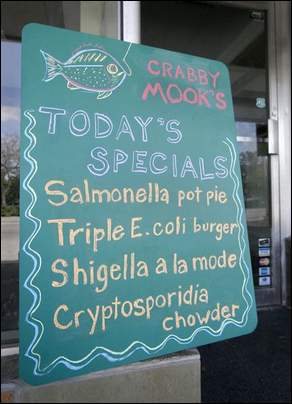 CRABBY
MOOK'S
TODAY'S
SPECIALS
Salmonella pot pie
Triple E. coli burger
Shigella a la mode
Cryptosporidia
chowder